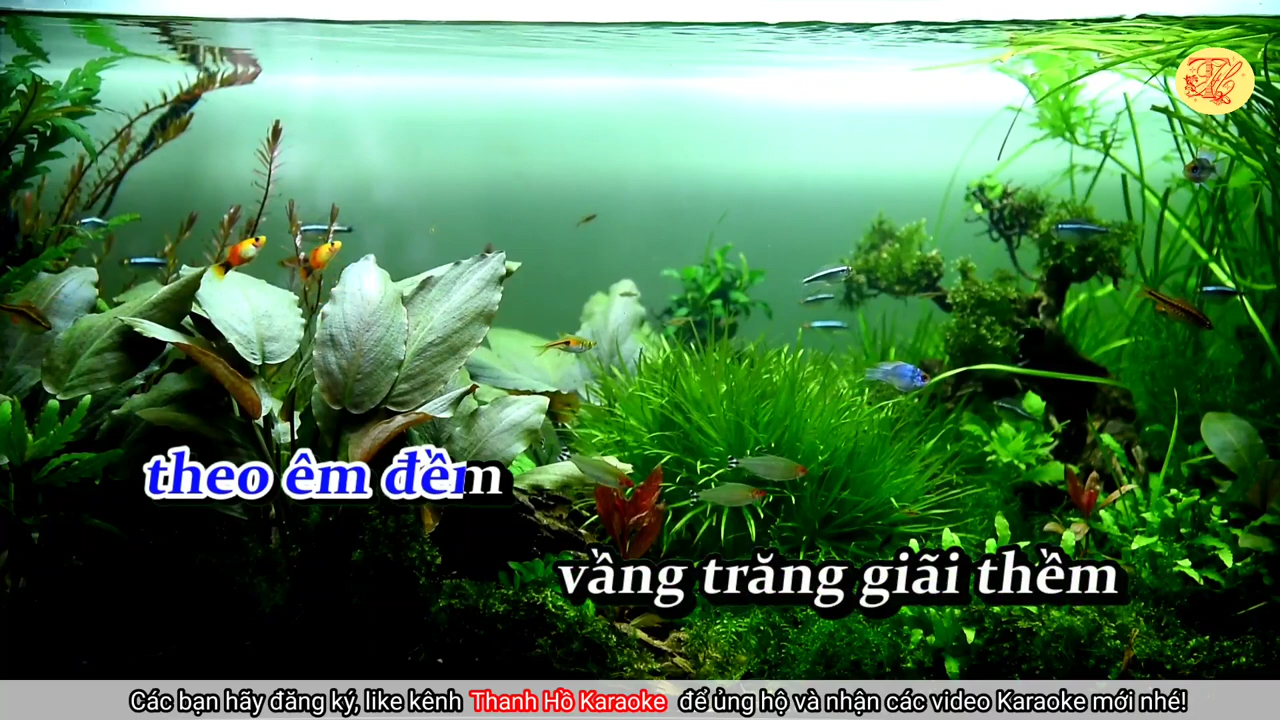 theo êm đềm
vầng trăng giãi thềm
Các bạn hãy đăng ký, like kênh Thanh Hồ Karaoke để ủng hộ và nhận các video Karaoke mới nhé!